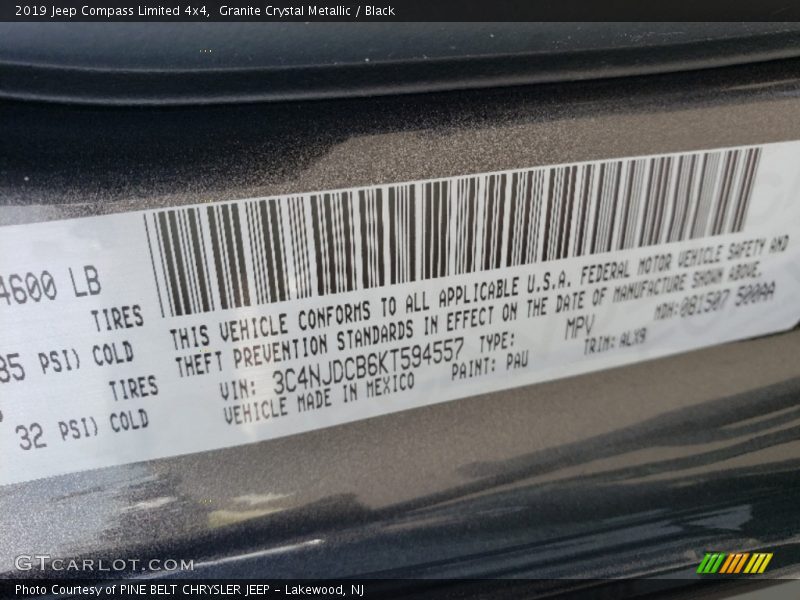 2019 Jeep Compass Limited 4x4,  Granite Crystal Metallic / Black
4600 LB
TIRES
35 PSI) COLD
TIRES
32 PSI) COLD
THIS VEHICLE CONFORMS TO ALL APPLICABLE U.S.A. FEDERAL MOTOR VEHICLE SAFETY AND
THEFT PREVENTION STANDARDS IN EFFECT ON THE DATE OF MANUFACTURE SHOWN ABOVE.
VIN: 3C4NJDCB6KT594557 TYPE: MPV MDH:081507 500AA
VEHICLE MADE IN MEXICO PAINT: PAU TRIM:ALX9
GTCARLOT.COM
Photo Courtesy of PINE BELT CHRYSLER JEEP - Lakewood, NJ